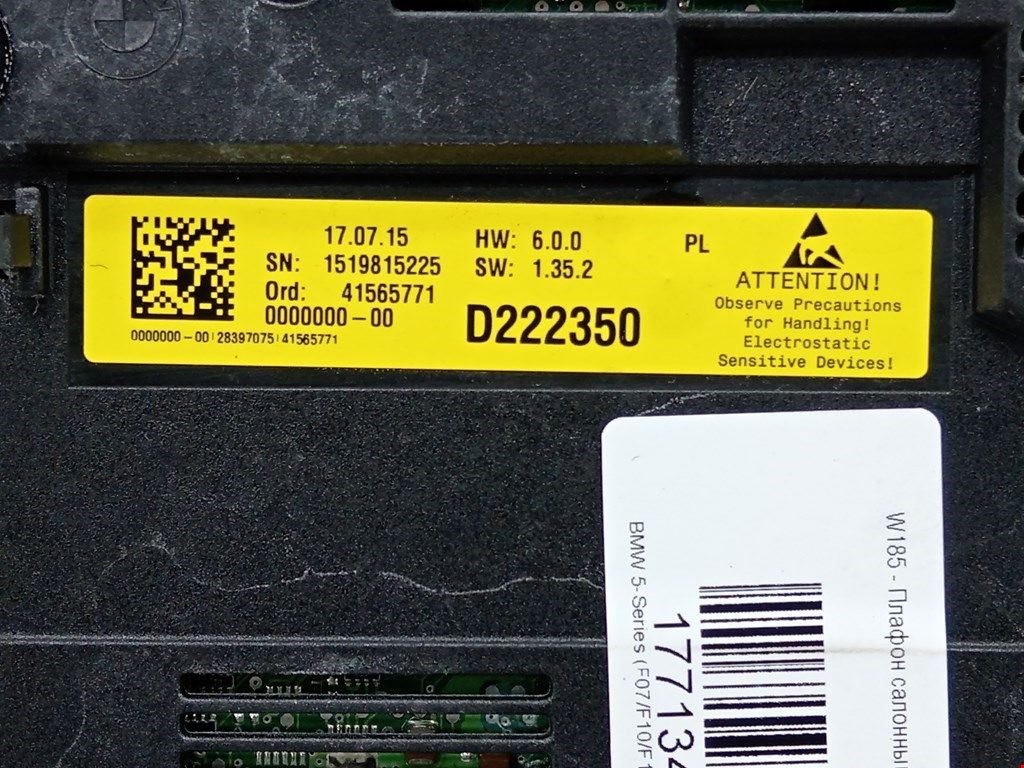 17.07.15
SN: 1519815225
Ord: 41565771
0000000-00
0000000-00|28397075|41565771
HW: 6.0.0
SW: 1.35.2
D222350
PL
ATTENTION!
Observe Precautions
for Handling!
Electrostatic
Sensitive Devices!
W185 - Плафон салонны
177134
BMW 5-Series (F07/F10/F1